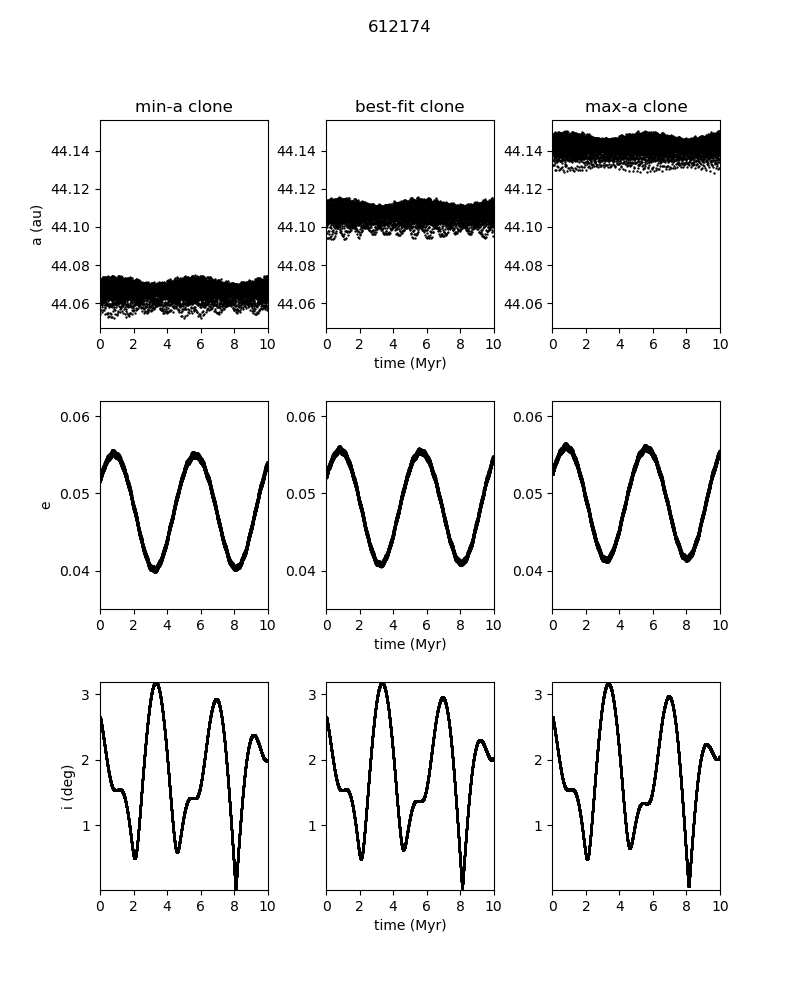 612174
min-a clone best-fit clone max-a clone
44.14 44.14 44.14
44.12 44.12 44.12
a (au) 44.10 44.10 44.10
44.08 44.08 44.08
44.06 44.06 44.06
0 2 4 6 8 10 0 2 4 6 8 10 0 2 4 6 8 10
time (Myr)
0.06 0.06 0.06
e 0.05 0.05 0.05
0.04 0.04 0.04
0 2 4 6 8 10 0 2 4 6 8 10 0 2 4 6 8 10
time (Myr)
3 3 3
i (deg) 2 2 2
1 1 1
0 2 4 6 8 10 0 2 4 6 8 10 0 2 4 6 8 10
time (Myr)